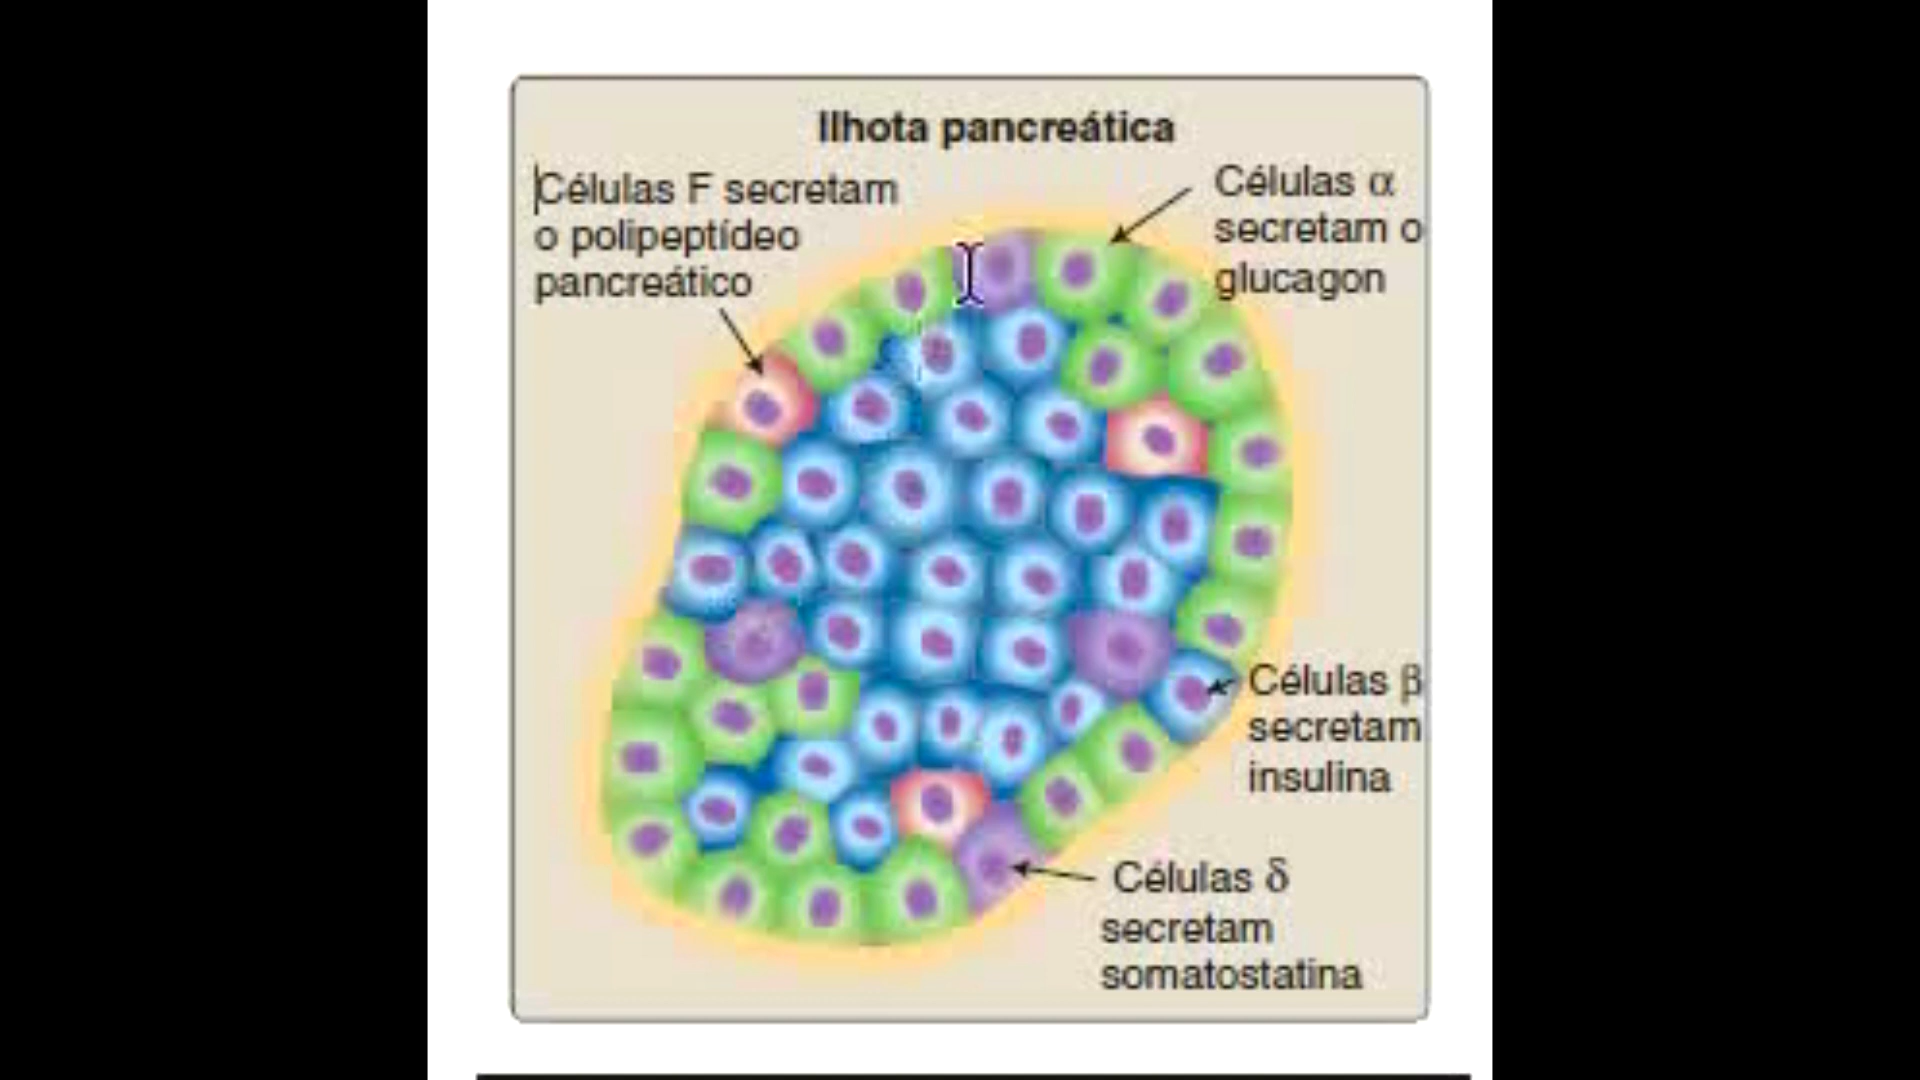 Ilhota pancreática
Células F secretam
o polipeptídeo
pancreático
Células α
secretam o
glucagon
Células β
secretam
insulina
Células δ
secretam
somatostatina